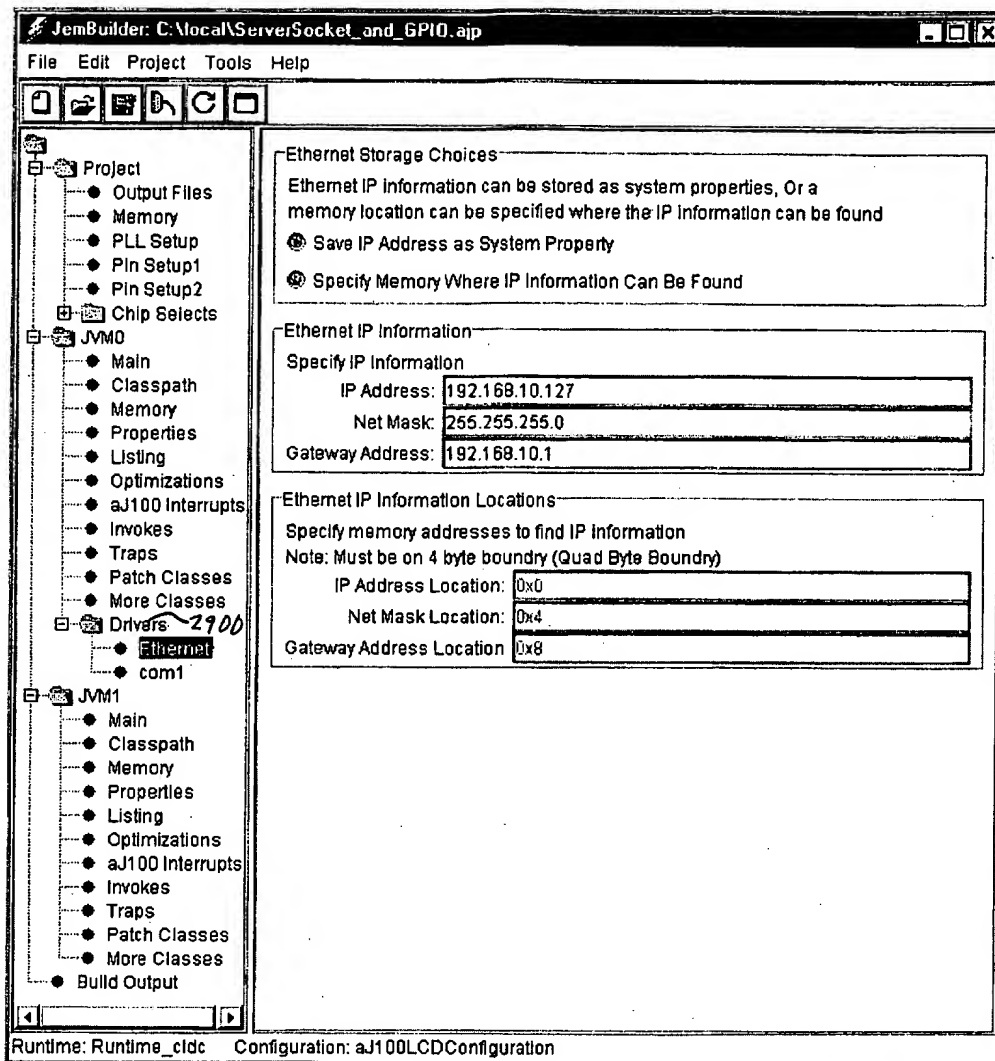 JemBuilder: C:\local\ServerSocket_and_GPIO.ajp
File Edit Project Tools Help
Project
Output Files
Memory
PLL Setup
Pin Setup1
Pin Setup2
Chip Selects
JVM0
Main
Classpath
Memory
Properties
Listing
Optimizations
aJ100 Interrupts
Invokes
Traps
Patch Classes
More Classes
Drivers 2900
Ethernet
com1
JVM1
Main
Classpath
Memory
Properties
Listing
Optimizations
aJ100 Interrupts
Invokes
Traps
Patch Classes
More Classes
Build Output
Ethernet Storage Choices
Ethernet IP Information can be stored as system properties, Or a
memory location can be specified where the IP information can be found
Save IP Address as System Property
Specify Memory Where IP Information Can Be Found
Ethernet IP Information
Specify IP Information
IP Address: 192.168.10.127
Net Mask: 255.255.255.0
Gateway Address: 192.168.10.1
Ethernet IP Information Locations
Specify memory addresses to find IP information
Note: Must be on 4 byte boundry (Quad Byte Boundry)
IP Address Location: 0x0
Net Mask Location: 0x4
Gateway Address Location 0x8
Runtime: Runtime_cldc Configuration: aJ100LCDConfiguration